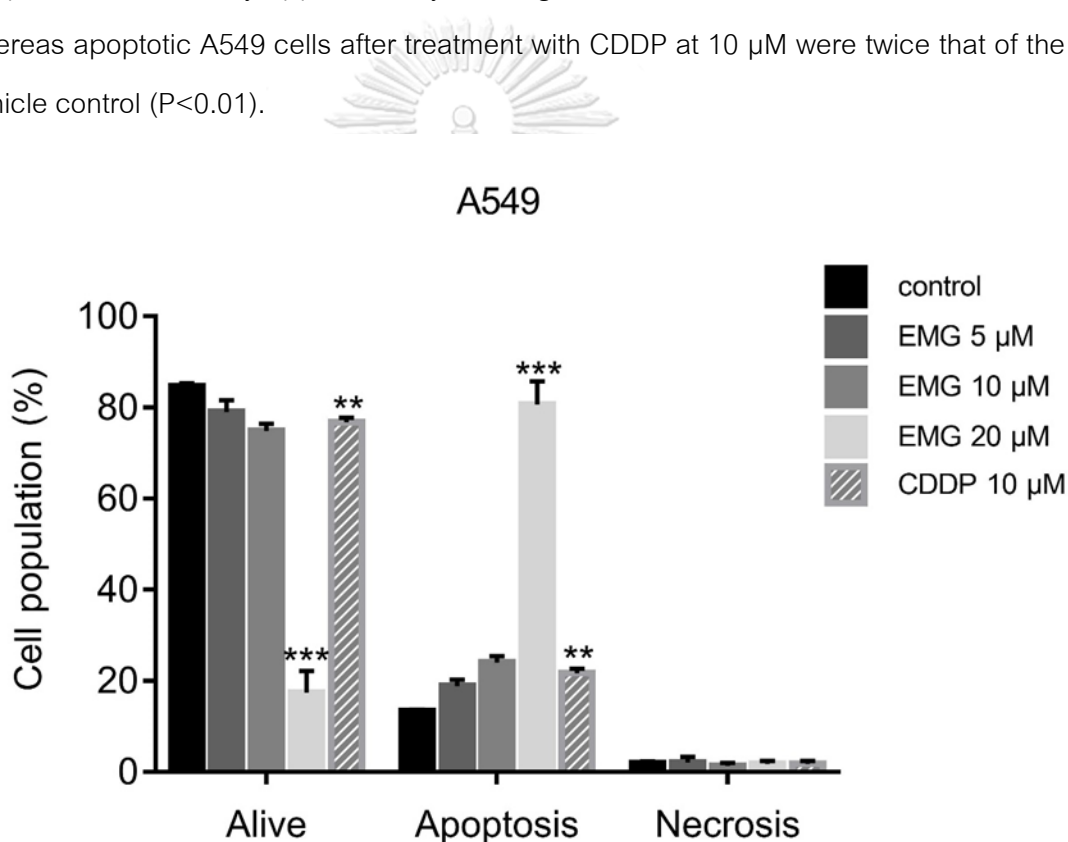 ereas apoptotic A549 cells after treatment with CDDP at 10 µM were twice that of the
nicle control (P<0.01).
A549
control
EMG 5 µM
EMG 10 µM
EMG 20 µM
CDDP 10 µM
Cell population (%)
100
80
60
40
20
0
**
***
***
**
Alive
Apoptosis
Necrosis